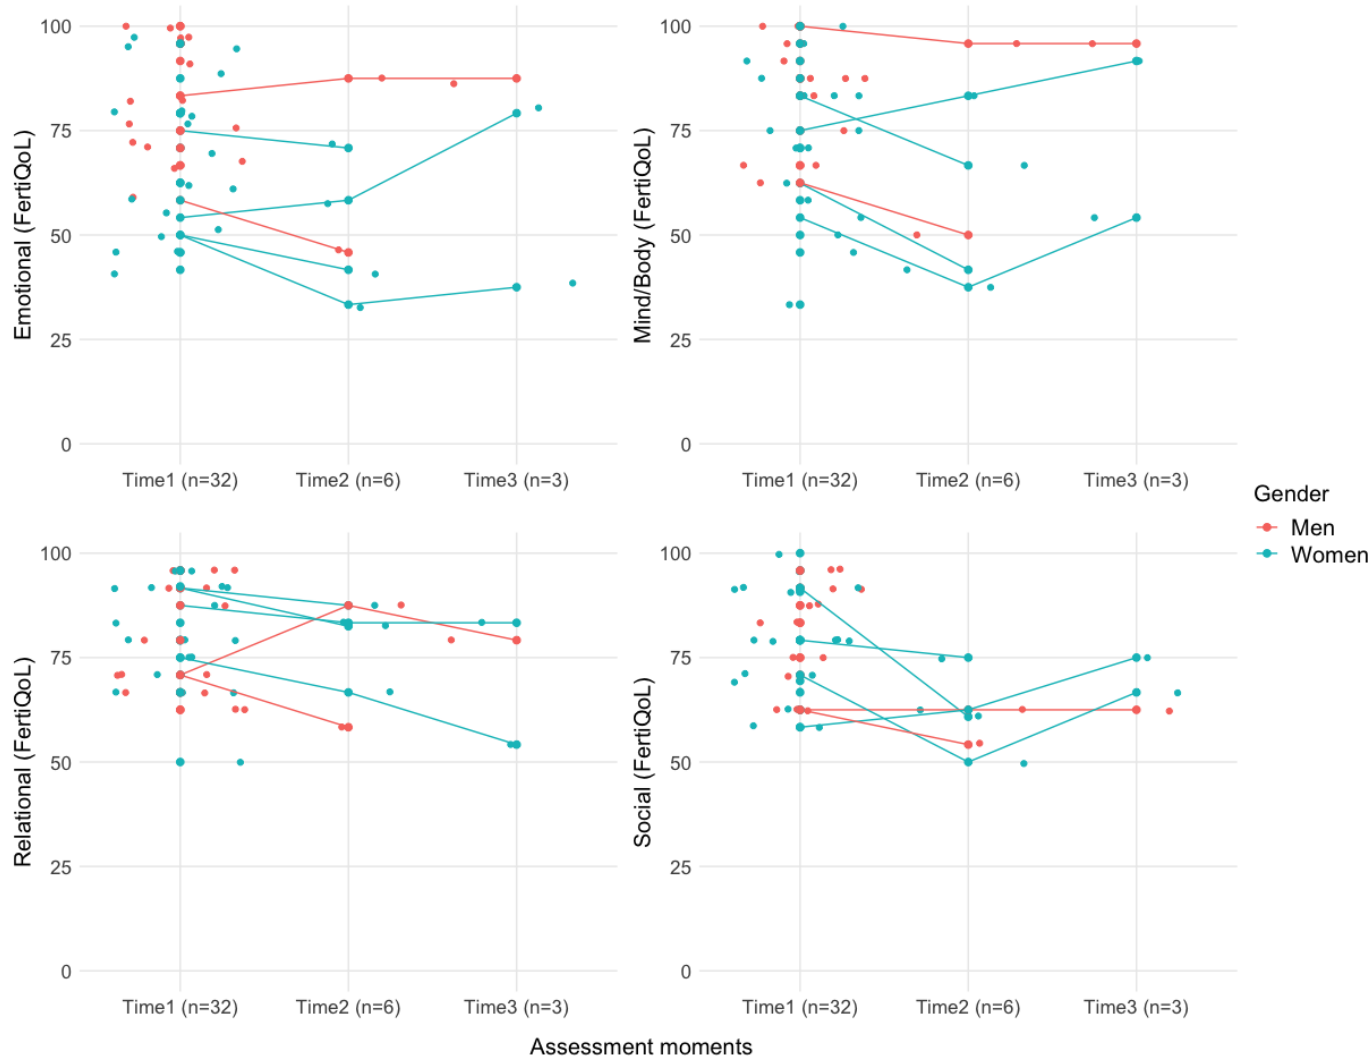 100
75
50
25
0
Emotional (FertiQoL)
Time1 (n=32) Time2 (n=6) Time3 (n=3)
100
75
50
25
0
Mind/Body (FertiQoL)
Time1 (n=32) Time2 (n=6) Time3 (n=3)
100
75
50
25
0
Relational (FertiQoL)
Time1 (n=32) Time2 (n=6) Time3 (n=3)
100
75
50
25
0
Social (FertiQoL)
Time1 (n=32) Time2 (n=6) Time3 (n=3)
Gender
Men
Women
Assessment moments